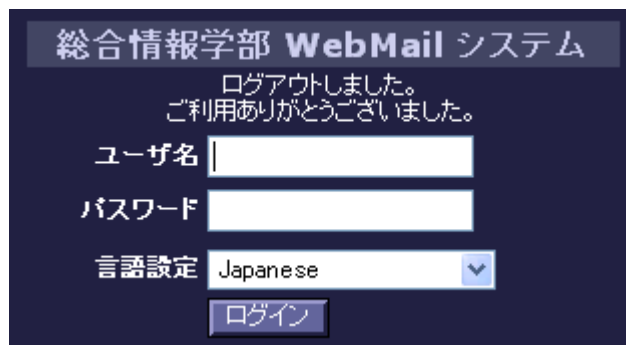 総合情報学部 WebMail システム
ログアウトしました。
ご利用ありがとうございました。
ユーザ名
パスワード
言語設定 Japanese
ログイン